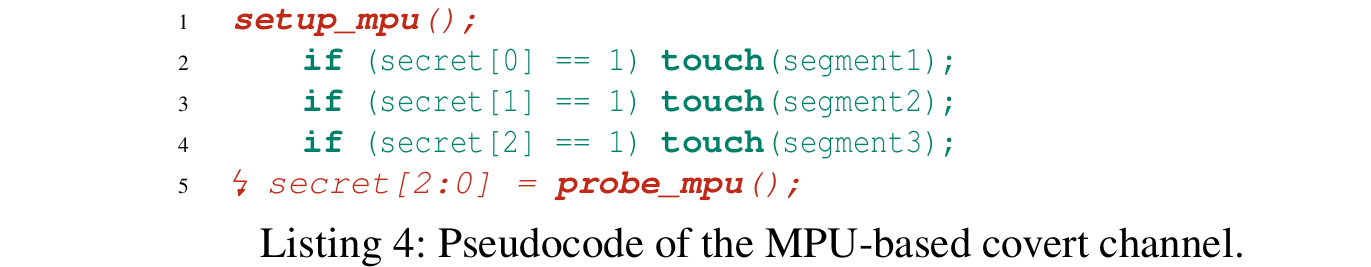 1 setup_mpu();
2 if (secret[0] == 1) touch(segment1);
3 if (secret[1] == 1) touch(segment2);
4 if (secret[2] == 1) touch(segment3);
5 ↯ secret[2:0] = probe_mpu();
Listing 4: Pseudocode of the MPU-based covert channel.